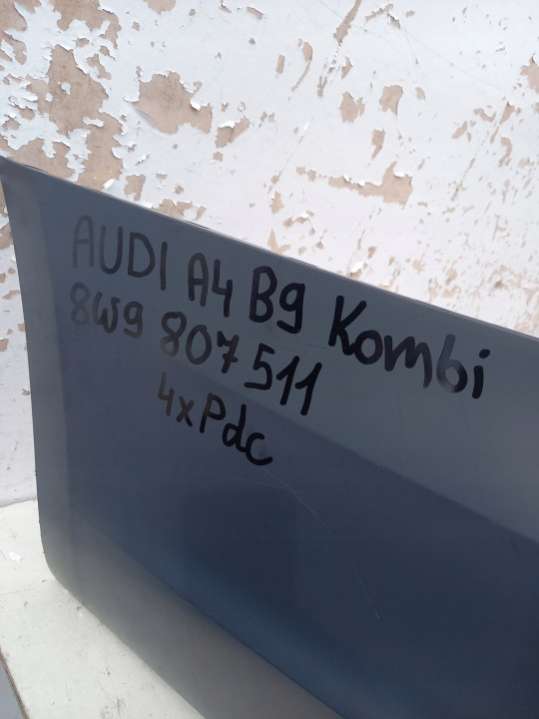 AUDI A4 B9 Kombi
8W9 807 511
4xPdc